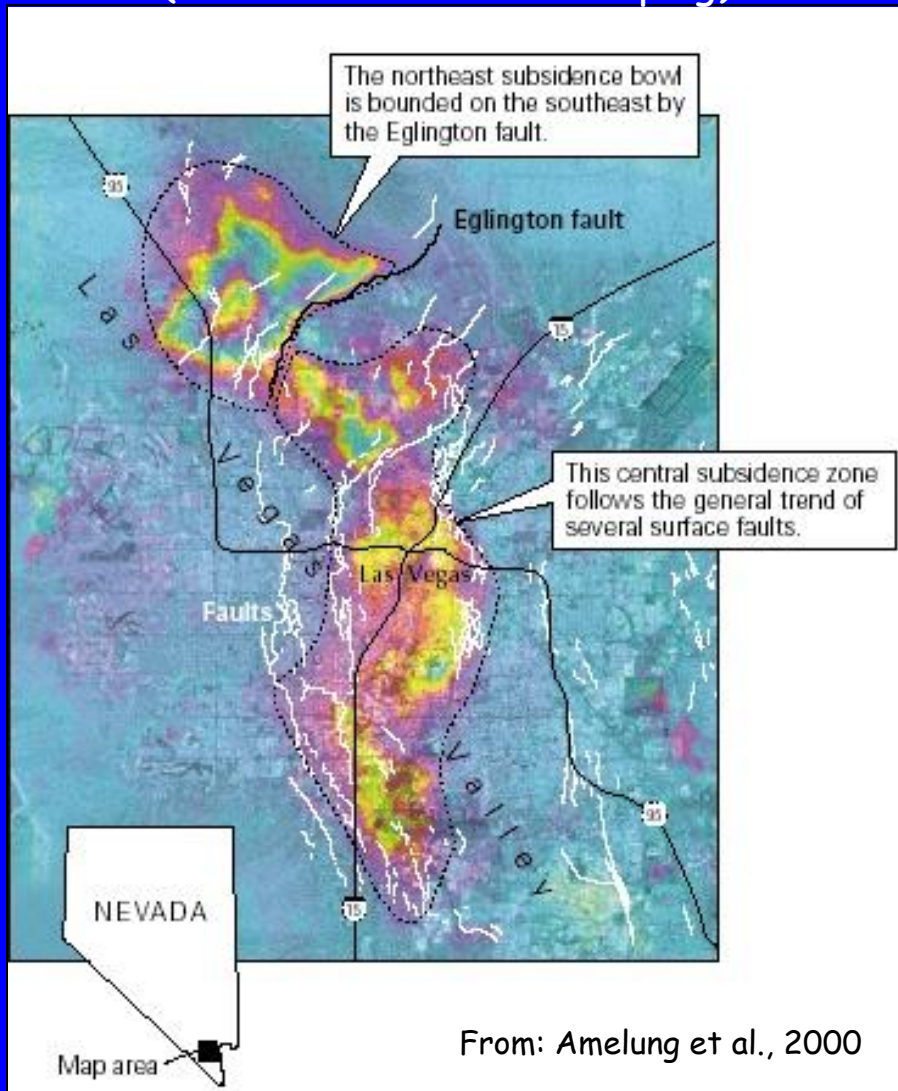 The northeast subsidence bowl
is bounded on the southeast by
the Eglington fault.
95
Eglington fault
Las
15
Vegas
This central subsidence zone
follows the general trend of
several surface faults.
Las Vegas
Faults
Valley
95
15
NEVADA
Map area
From: Amelung et al., 2000